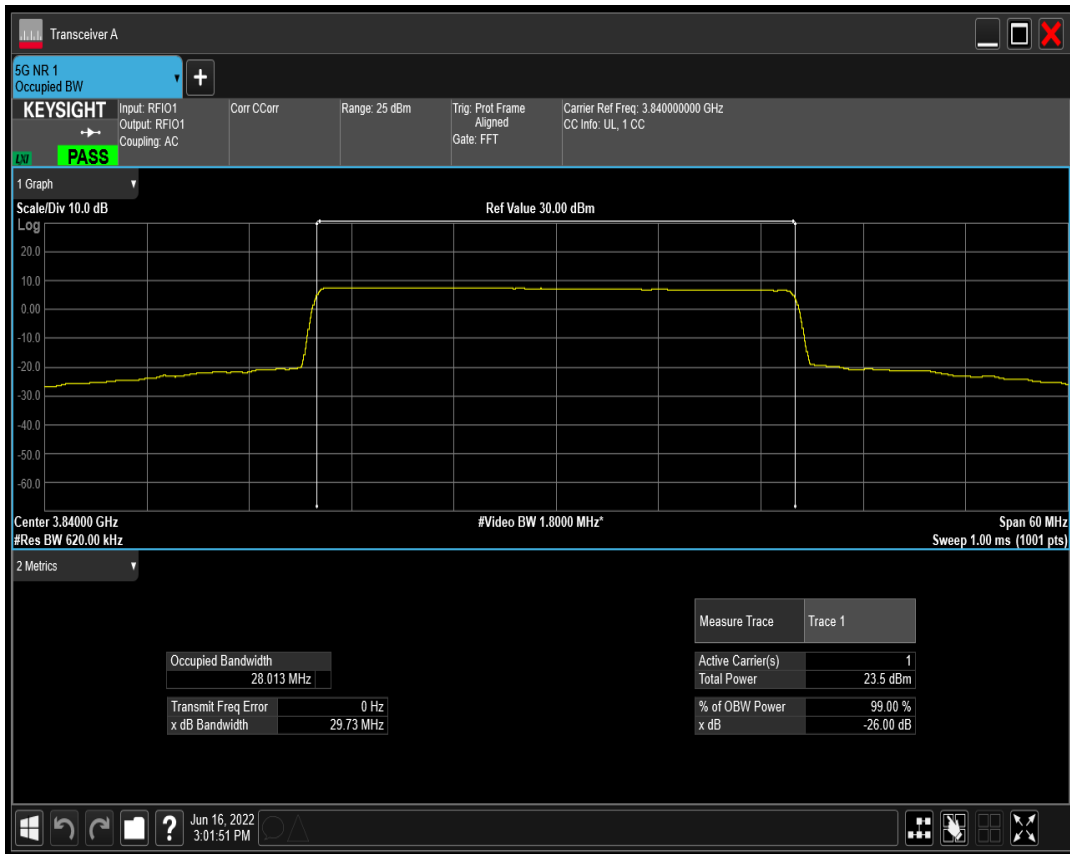 Transceiver A
5G NR 1
Occupied BW
+
KEYSIGHT
LXI
PASS
Input: RFIO1
Output: RFIO1
Coupling: AC
Corr CCorr
Range: 25 dBm
Trig: Prot Frame
Aligned
Gate: FFT
Carrier Ref Freq: 3.840000000 GHz
CC Info: UL, 1 CC
1 Graph
Scale/Div 10.0 dB
Ref Value 30.00 dBm
Log
20.0
10.0
0.00
-10.0
-20.0
-30.0
-40.0
-50.0
-60.0
Center 3.84000 GHz
#Video BW 1.8000 MHz*
Span 60 MHz
#Res BW 620.00 kHz
Sweep 1.00 ms (1001 pts)
2 Metrics
Measure Trace Trace 1
Occupied Bandwidth
28.013 MHz
Active Carrier(s) 1
Total Power 23.5 dBm
Transmit Freq Error 0 Hz
x dB Bandwidth 29.73 MHz
% of OBW Power 99.00 %
x dB -26.00 dB
?
Jun 16, 2022
3:01:51 PM